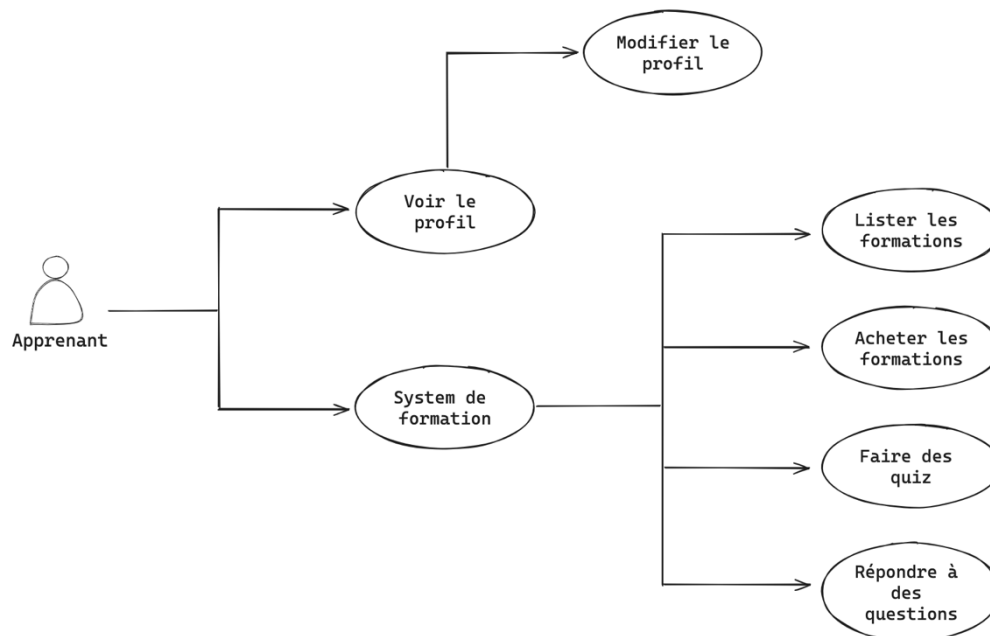 Modifier le
profil
Voir le
profil
Lister les
formations
Apprenant
Acheter les
formations
System de
formation
Faire des
quiz
Répondre à
des
questions